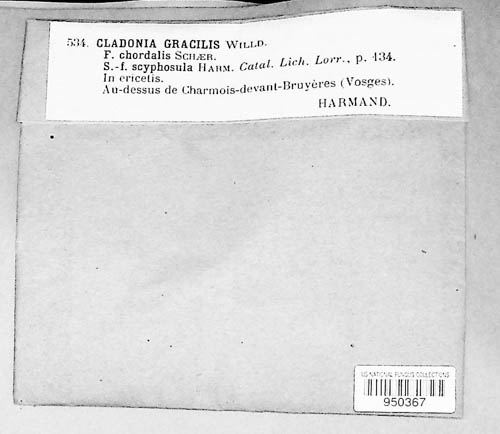 534. CLADONIA GRACILIS WILLD.
F. chordalis SCHÆR.
S.-f. scyphosula HARM. Catal. Lich. Lorr., p. 134.
In ericetis.
Au-dessus de Charmois-devant-Bruyères (Vosges).
HARMAND.
US NATIONAL FUNGUS COLLECTIONS
950367